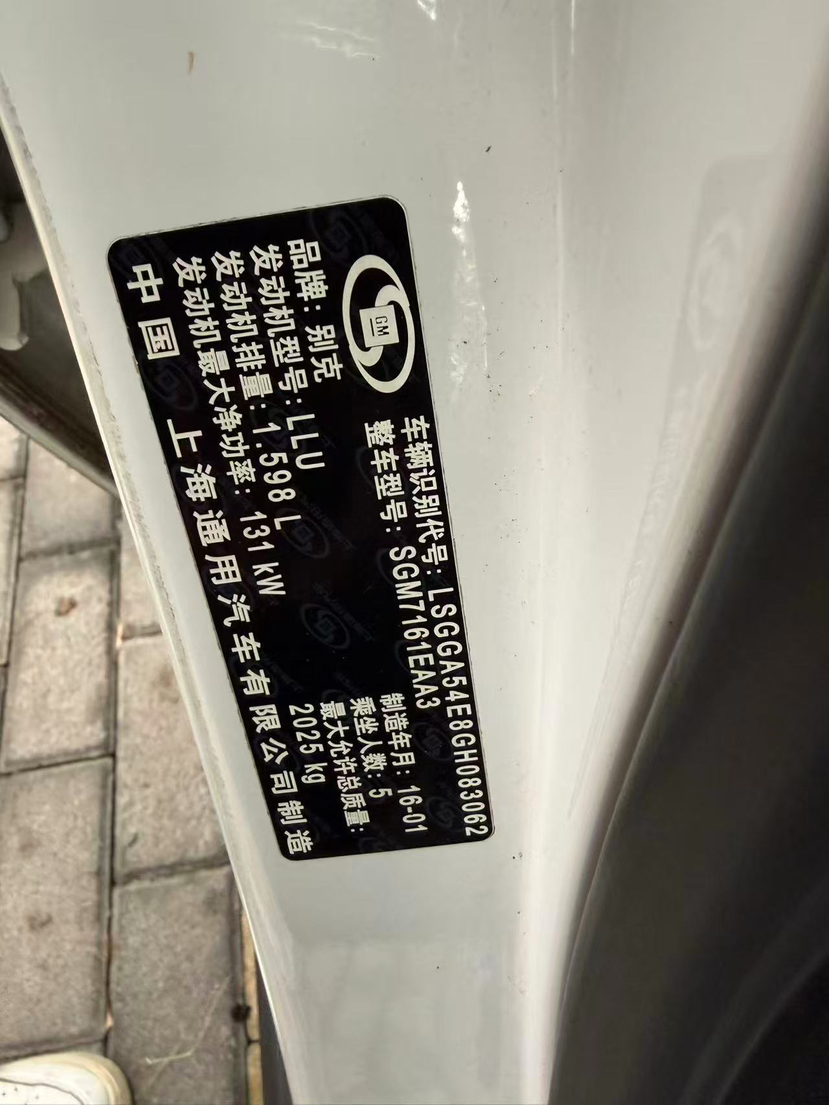 GM
车辆识别代号: LSGGA54E8GH083062
整车型号: SGM7161EAA3
品牌: 别克
制造年月: 16-01
发动机型号: LLU
乘坐人数: 5
发动机排量: 1.598 L
最大允许总质量:
发动机最大净功率: 131 kW
2025 kg
中国 上海通用汽车有限公司制造